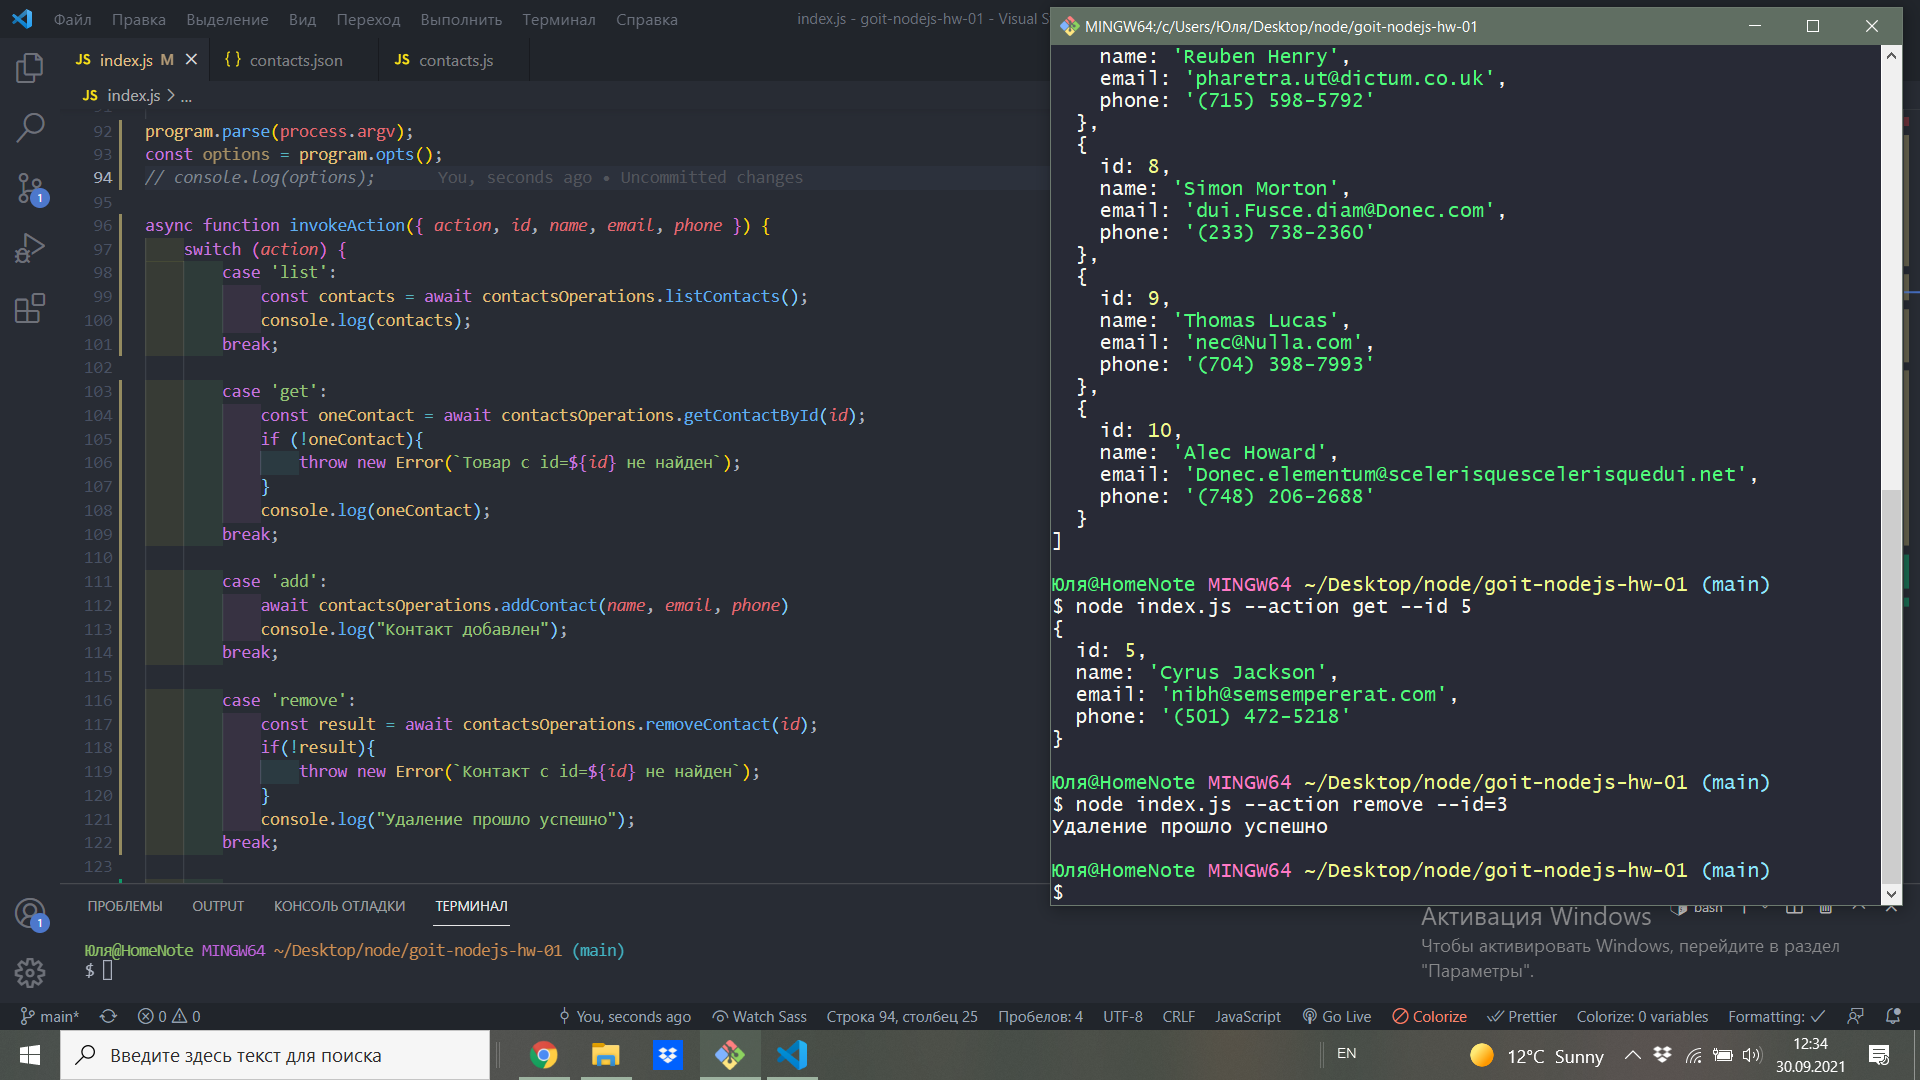 Файл Правка Выделение Вид Переход Выполнить Терминал Справка
index.js - goit-nodejs-hw-01 - Visual S
JS index.js M
{} contacts.json
JS contacts.js
JS index.js > ...
92 program.parse(process.argv);
93 const options = program.opts();
94 // console.log(options); You, seconds ago • Uncommitted changes
95
96 async function invokeAction({ action, id, name, email, phone }) {
97 switch (action) {
98 case 'list':
99 const contacts = await contactsOperations.listContacts();
100 console.log(contacts);
101 break;
102
103 case 'get':
104 const oneContact = await contactsOperations.getContactById(id);
105 if (!oneContact){
106 throw new Error(`Товар с id=${id} не найден`);
107 }
108 console.log(oneContact);
109 break;
110
111 case 'add':
112 await contactsOperations.addContact(name, email, phone)
113 console.log("Контакт добавлен");
114 break;
115
116 case 'remove':
117 const result = await contactsOperations.removeContact(id);
118 if(!result){
119 throw new Error(`Контакт с id=${id} не найден`);
120 }
121 console.log("Удаление прошло успешно");
122 break;
123
ПРОБЛЕМЫ OUTPUT КОНСОЛЬ ОТЛАДКИ ТЕРМИНАЛ
bash
Юля@HomeNote MINGW64 ~/Desktop/node/goit-nodejs-hw-01 (main)
$
MINGW64:/c/Users/Юля/Desktop/node/goit-nodejs-hw-01
name: 'Reuben Henry',
email: 'pharetra.ut@dictum.co.uk',
phone: '(715) 598-5792'
},
{
id: 8,
name: 'Simon Morton',
email: 'dui.Fusce.diam@Donec.com',
phone: '(233) 738-2360'
},
{
id: 9,
name: 'Thomas Lucas',
email: 'nec@Nulla.com',
phone: '(704) 398-7993'
},
{
id: 10,
name: 'Alec Howard',
email: 'Donec.elementum@scelerisquescelerisquedui.net',
phone: '(748) 206-2688'
}
]
Юля@HomeNote MINGW64 ~/Desktop/node/goit-nodejs-hw-01 (main)
$ node index.js --action get --id 5
{
id: 5,
name: 'Cyrus Jackson',
email: 'nibh@semsempererat.com',
phone: '(501) 472-5218'
}
Юля@HomeNote MINGW64 ~/Desktop/node/goit-nodejs-hw-01 (main)
$ node index.js --action remove --id=3
Удаление прошло успешно
Юля@HomeNote MINGW64 ~/Desktop/node/goit-nodejs-hw-01 (main)
$
Активация Windows
Чтобы активировать Windows, перейдите в раздел
"Параметры".
1
1
main* 0 0 You, seconds ago Watch Sass Строка 94, столбец 25 Пробелов: 4 UTF-8 CRLF JavaScript Go Live Colorize Prettier Colorize: 0 variables Formatting: ✓
Введите здесь текст для поиска
EN
12°C Sunny
12:34
30.09.2021